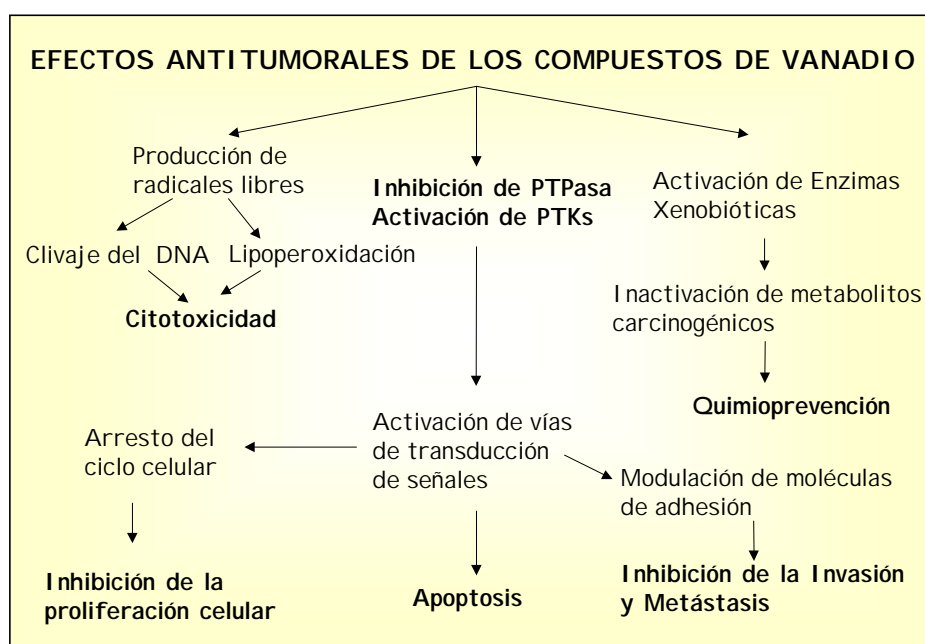 EFECTOS ANTITUMORALES DE LOS COMPUESTOS DE VANADIO
Producción de
radicales libres
Inhibición de PTPasa
Activación de PTKs
Activación de Enzimas
Xenobióticas
Clivaje del DNA
Lipoperoxidación
Citotoxicidad
Inactivación de metabolitos
carcinogénicos
Quimioprevención
Arresto del
ciclo celular
Activación de vías
de transducción
de señales
Modulación de moléculas
de adhesión
Inhibición de la
proliferación celular
Apoptosis
Inhibición de la Invasión
y Metástasis